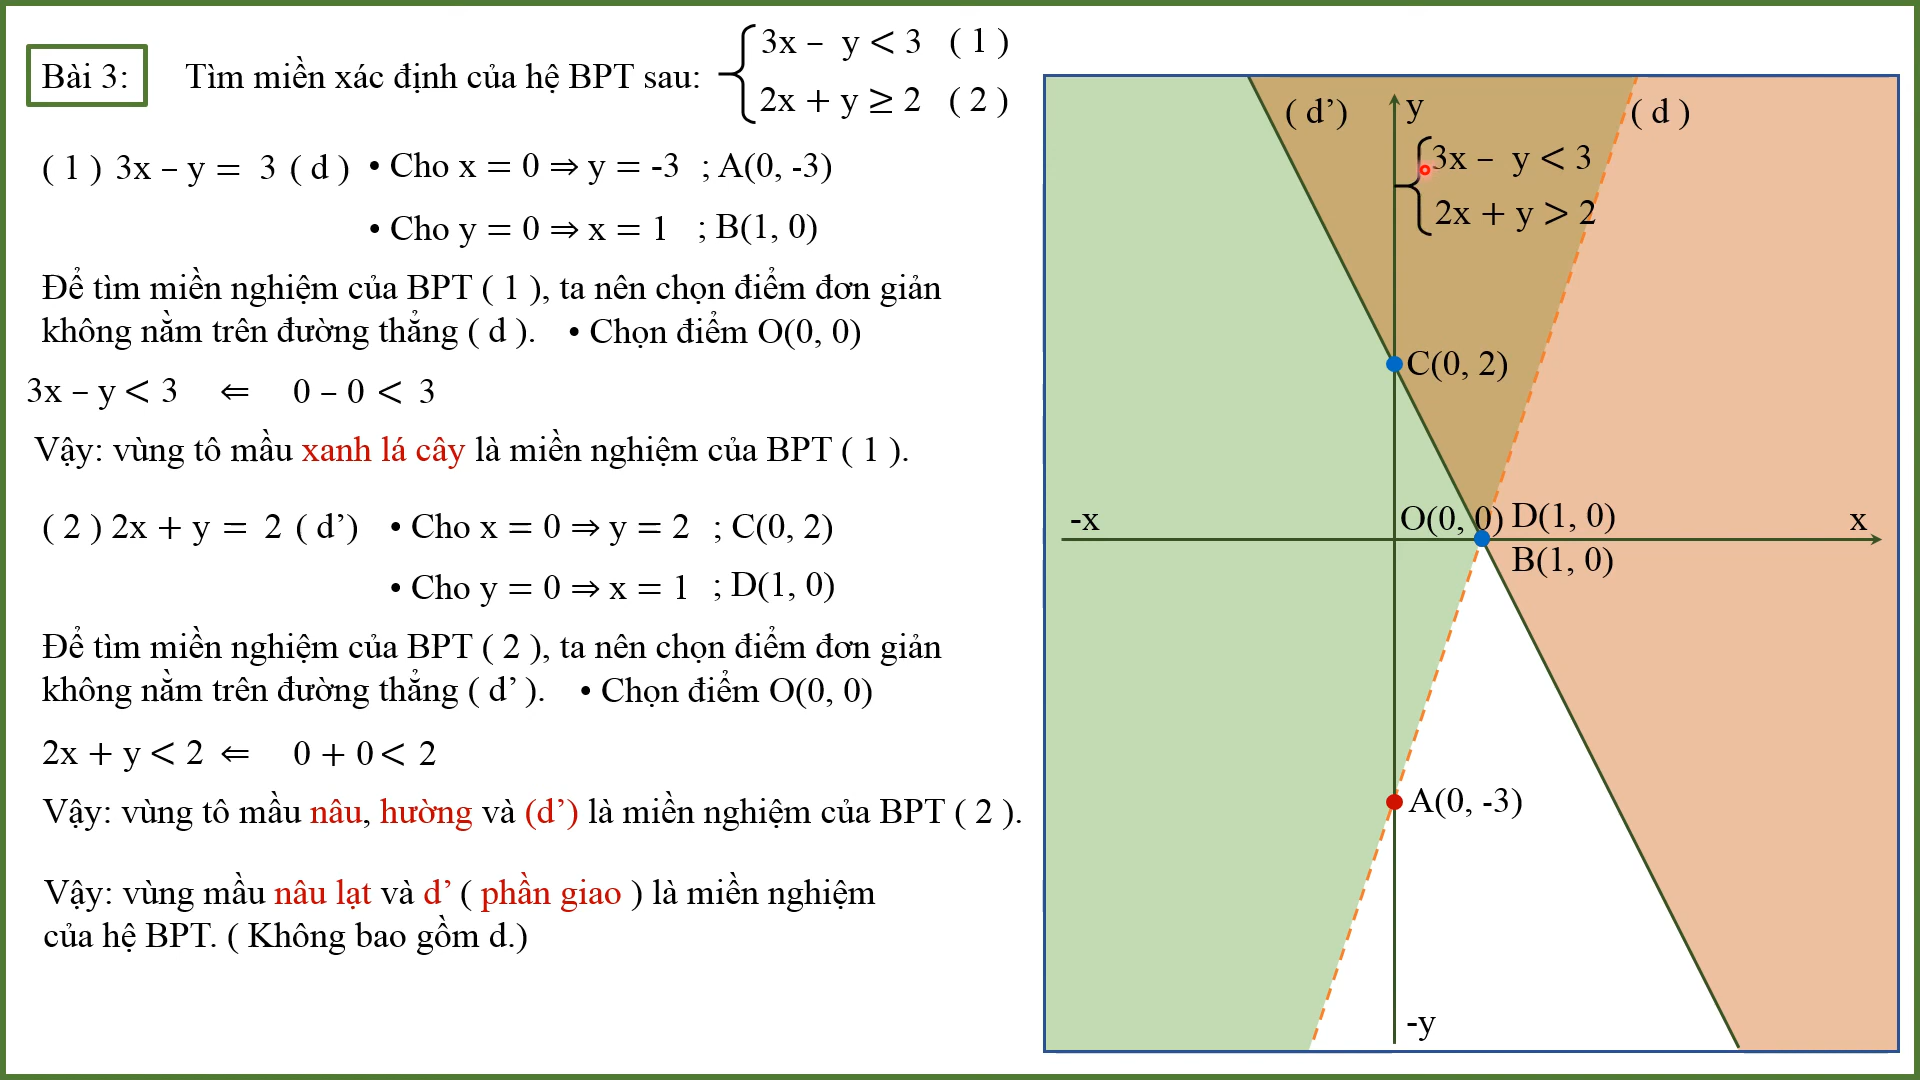 Bài 3: Tìm miền xác định của hệ BPT sau:
3x – y < 3 ( 1 )
2x + y ≥ 2 ( 2 )
( 1 ) 3x – y = 3 ( d ) • Cho x = 0 ⇒ y = -3 ; A(0, -3)
• Cho y = 0 ⇒ x = 1 ; B(1, 0)
Để tìm miền nghiệm của BPT ( 1 ), ta nên chọn điểm đơn giản
không nằm trên đường thẳng ( d ). • Chọn điểm O(0, 0)
3x – y < 3 ⇐ 0 – 0 < 3
Vậy: vùng tô mầu xanh lá cây là miền nghiệm của BPT ( 1 ).
( 2 ) 2x + y = 2 ( d’) • Cho x = 0 ⇒ y = 2 ; C(0, 2)
• Cho y = 0 ⇒ x = 1 ; D(1, 0)
Để tìm miền nghiệm của BPT ( 2 ), ta nên chọn điểm đơn giản
không nằm trên đường thẳng ( d’ ). • Chọn điểm O(0, 0)
2x + y < 2 ⇐ 0 + 0 < 2
Vậy: vùng tô mầu nâu, hường và (d’) là miền nghiệm của BPT ( 2 ).
Vậy: vùng mầu nâu lạt và d’ ( phần giao ) là miền nghiệm
của hệ BPT. ( Không bao gồm d.)
( d’) y ( d )
3x – y < 3
2x + y > 2
C(0, 2)
-x O(0, 0) D(1, 0) x
B(1, 0)
A(0, -3)
-y